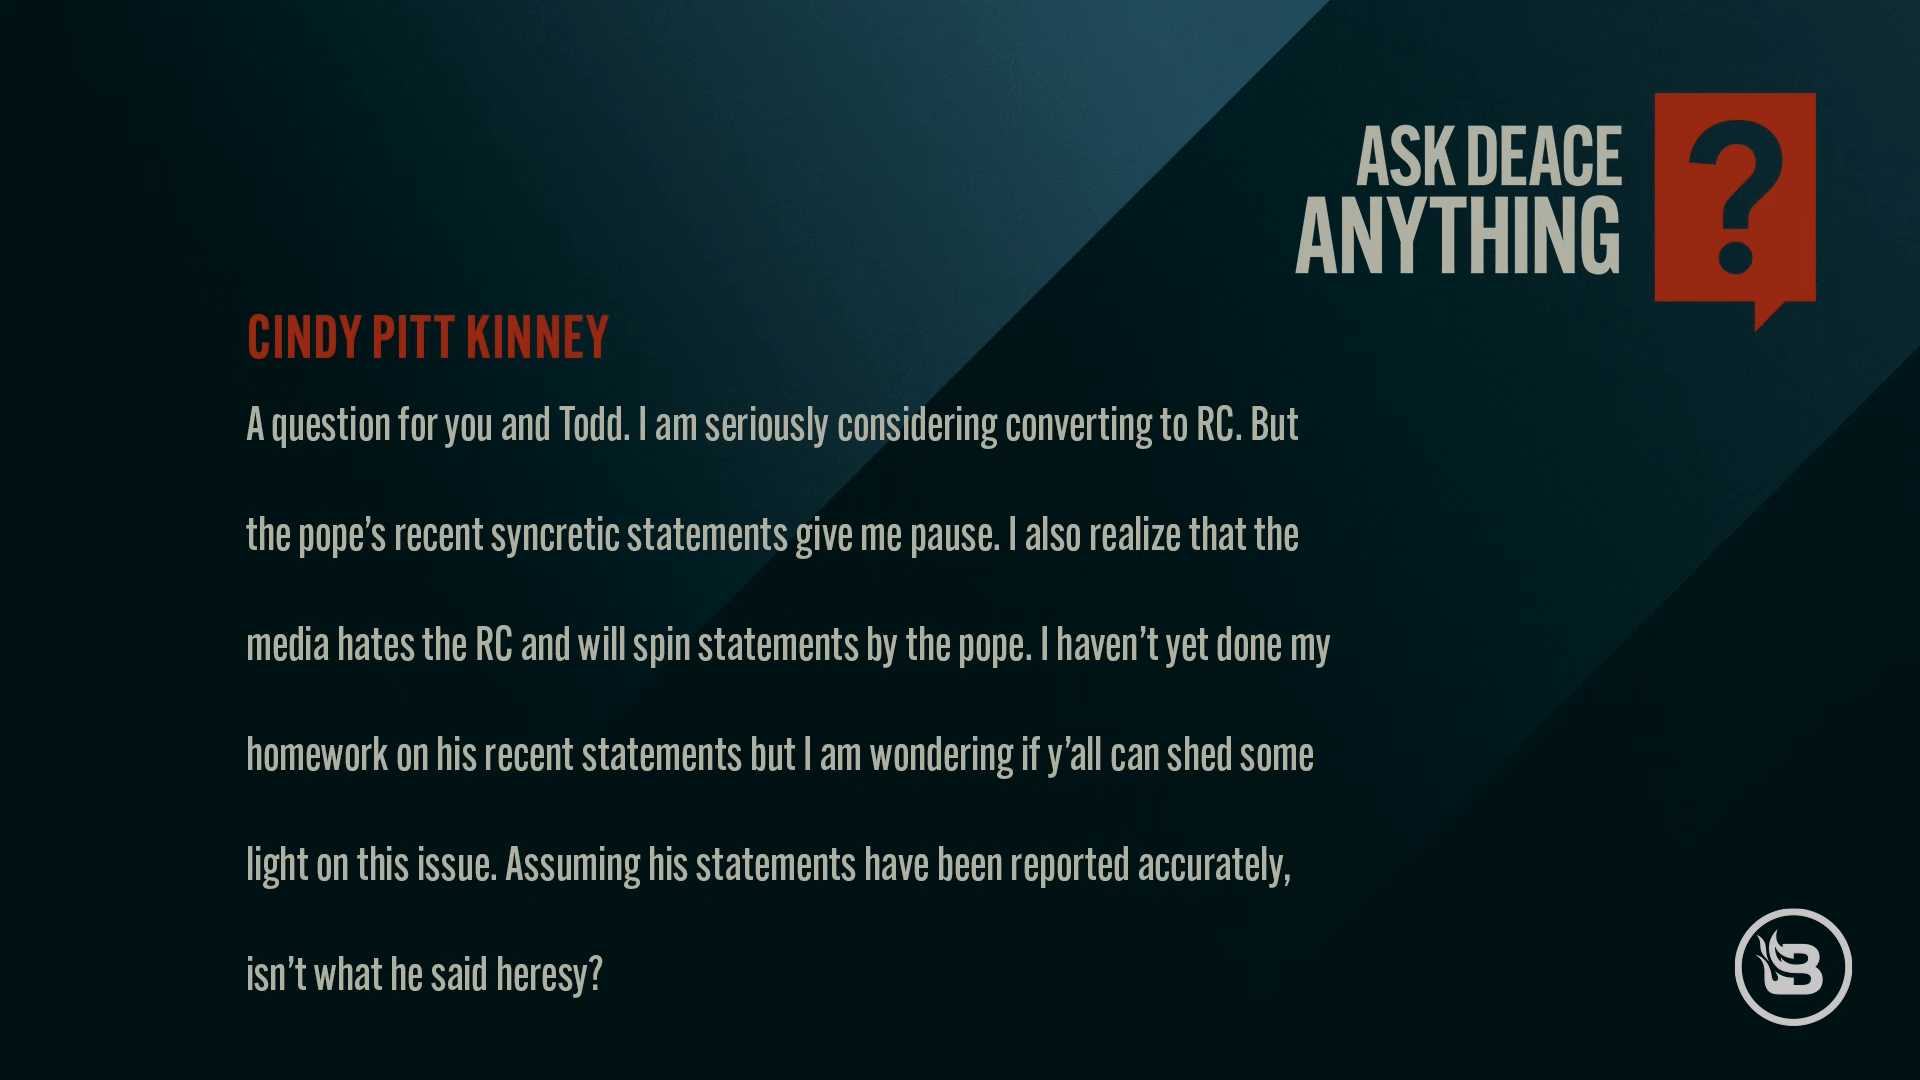 ASK DEACE
ANYTHING
?
CINDY PITT KINNEY
A question for you and Todd. I am seriously considering converting to RC. But
the pope’s recent syncretic statements give me pause. I also realize that the
media hates the RC and will spin statements by the pope. I haven’t yet done my
homework on his recent statements but I am wondering if y’all can shed some
light on this issue. Assuming his statements have been reported accurately,
isn’t what he said heresy?
B